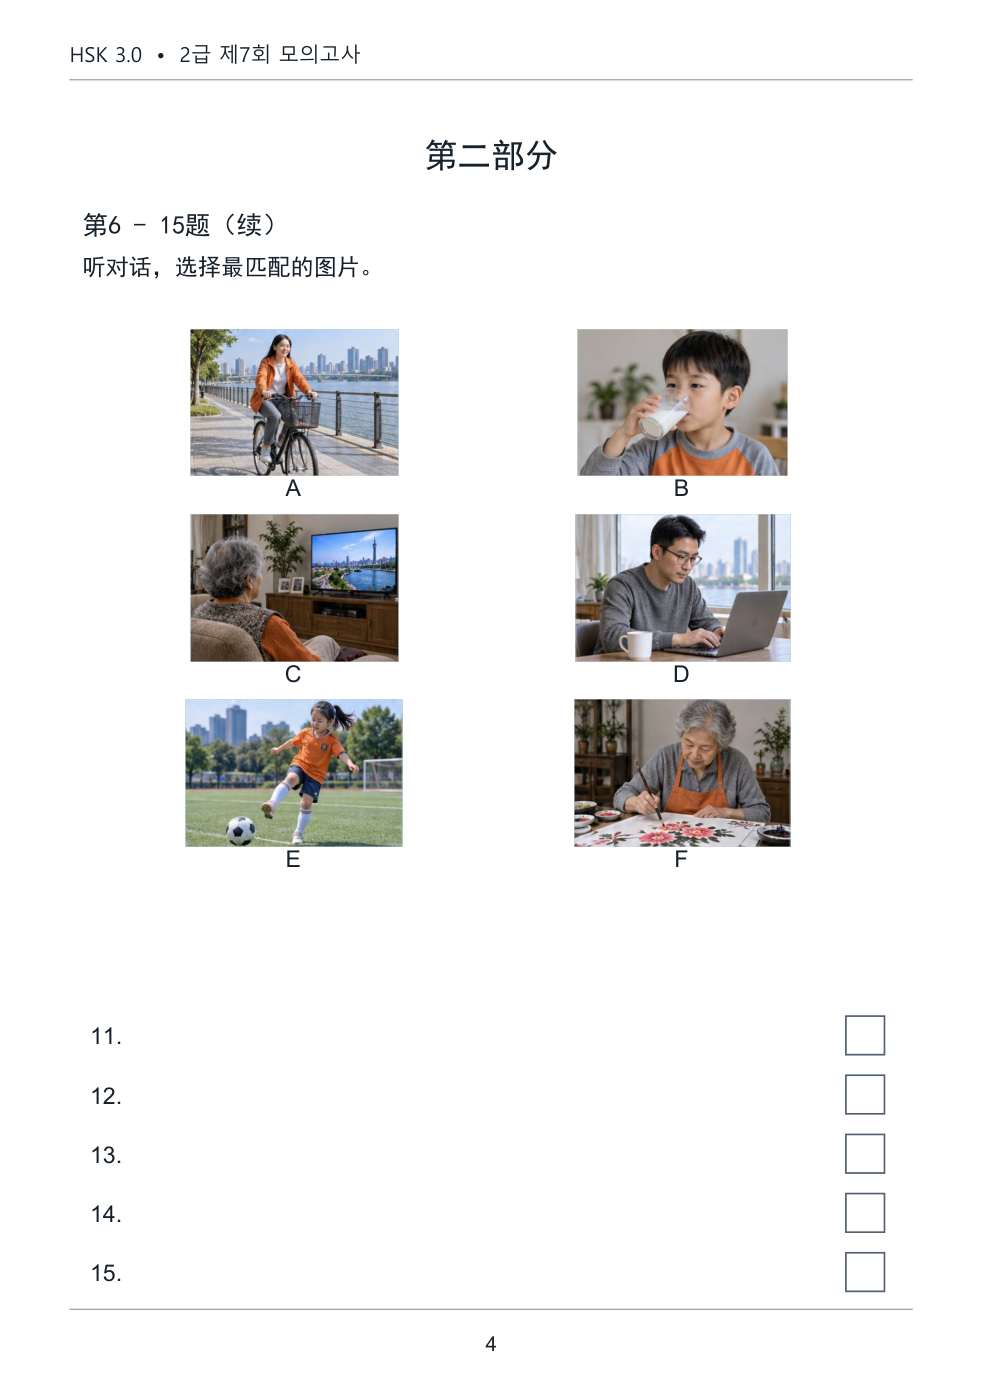 HSK 3.0 • 2급 제7회 모의고사
第二部分
第6 - 15题（续）
听对话，选择最匹配的图片。
A
B
C
D
E
F
11.
12.
13.
14.
15.
4